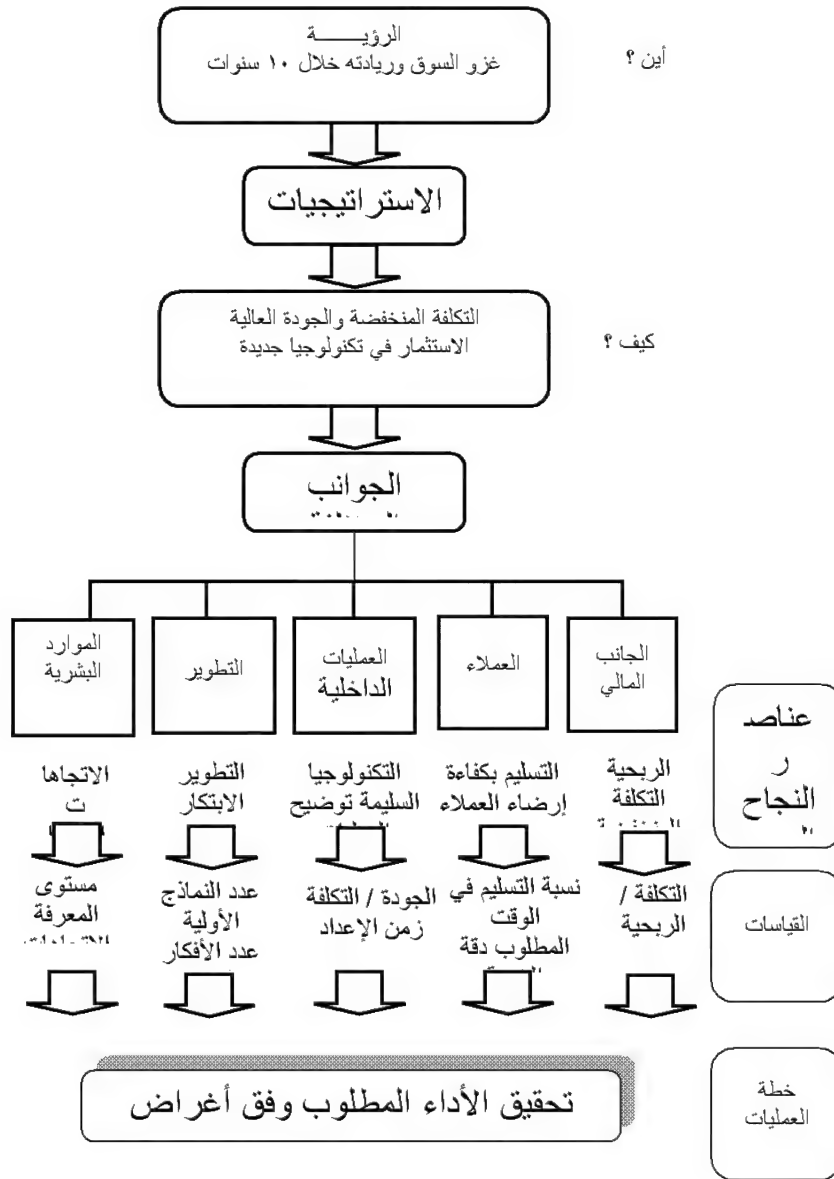 الرؤيــــــة
غزو السوق وريادته خلال ١٠ سنوات
أين ؟
الاستراتيجيات
التكلفة المنخفضة والجودة العالية
الاستثمار في تكنولوجيا جديدة
كيف ؟
الجوانب
الجانب
المالي
العملاء
العمليات
الداخلية
التطوير
الموارد
البشرية
عناصـ
ر
النجاح
الربحية
التكلفة
التسليم بكفاءة
إرضاء العملاء
التكنولوجيا
السليمة توضيح
التطوير
الابتكار
الاتجاها
ت
القياسات
التكلفة /
الربحية
نسبة التسليم في
الوقت
المطلوب دقة
الجودة / التكلفة
زمن الإعداد
عدد النماذج
الأولية
عدد الأفكار
مستوى
المعرفة
خطة
العمليات
تحقيق الأداء المطلوب وفق أغراض